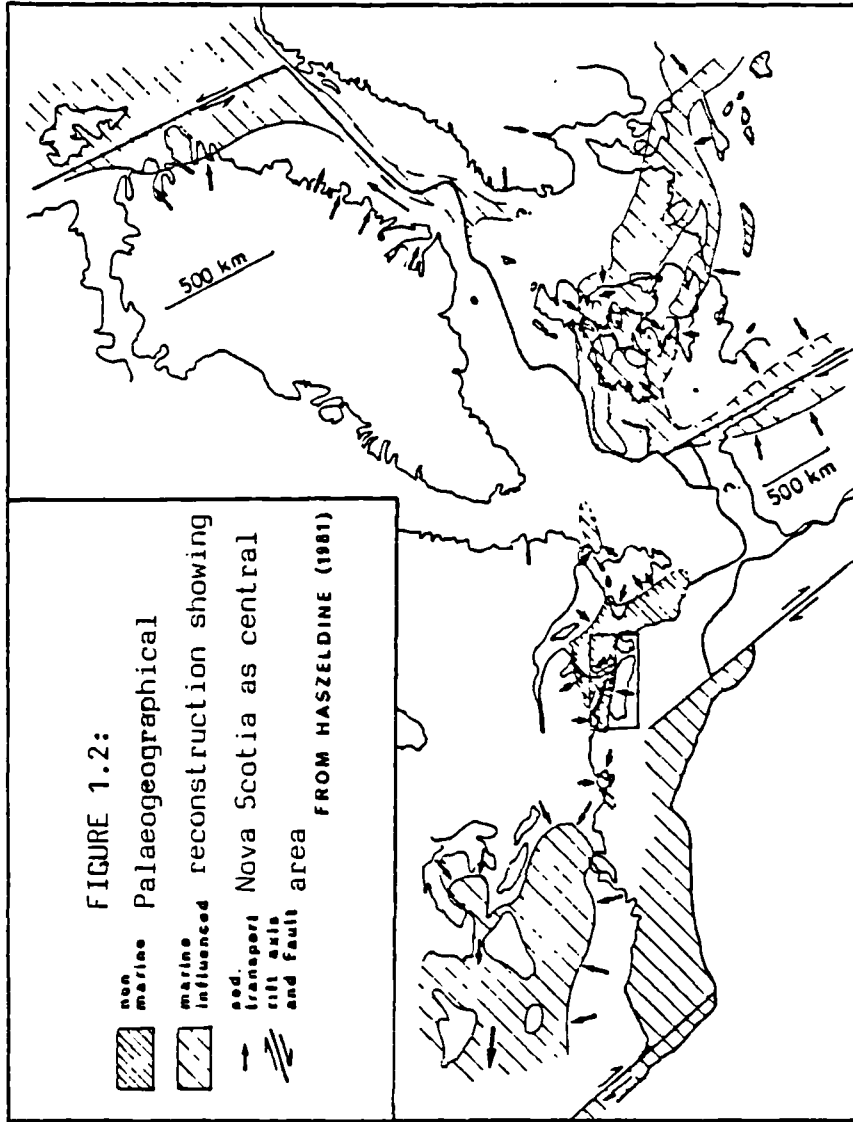 FIGURE 1.2:
Palaeogeographical
reconstruction showing
Nova Scotia as central
area
FROM HASZELDINE (1981)
non
marine
marine
influenced
sed.
transport
rift axis
and fault
500 km
500 km
?
?